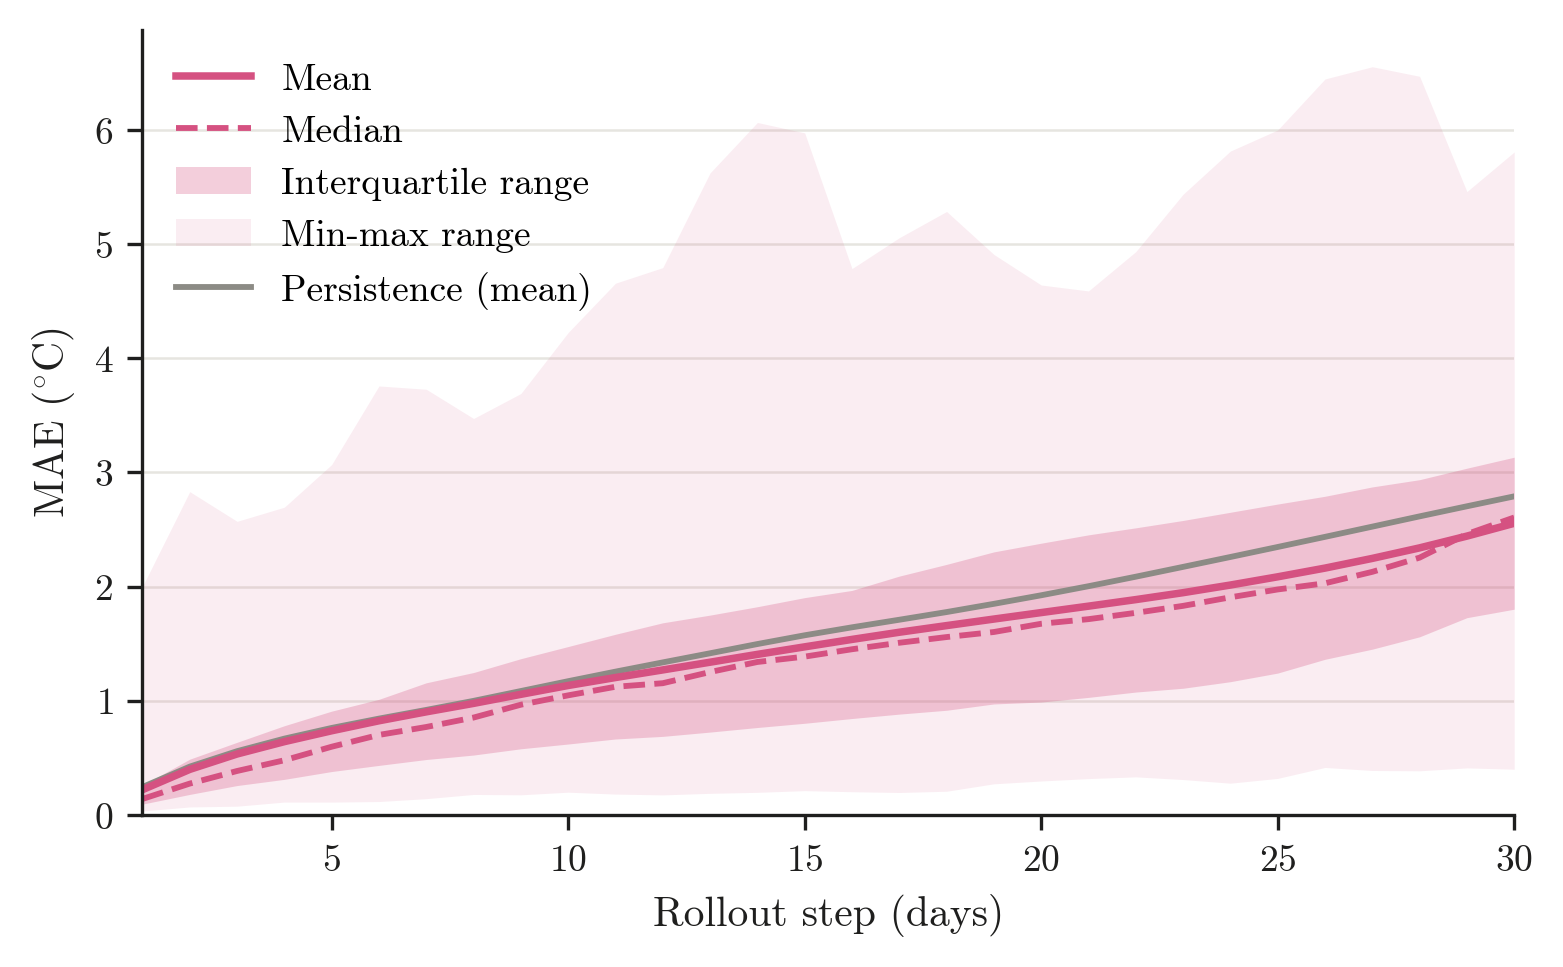 Mean
Median
Interquartile range
Min-max range
Persistence (mean)
6
5
4
3
2
1
0
MAE (°C)
5 10 15 20 25 30
Rollout step (days)